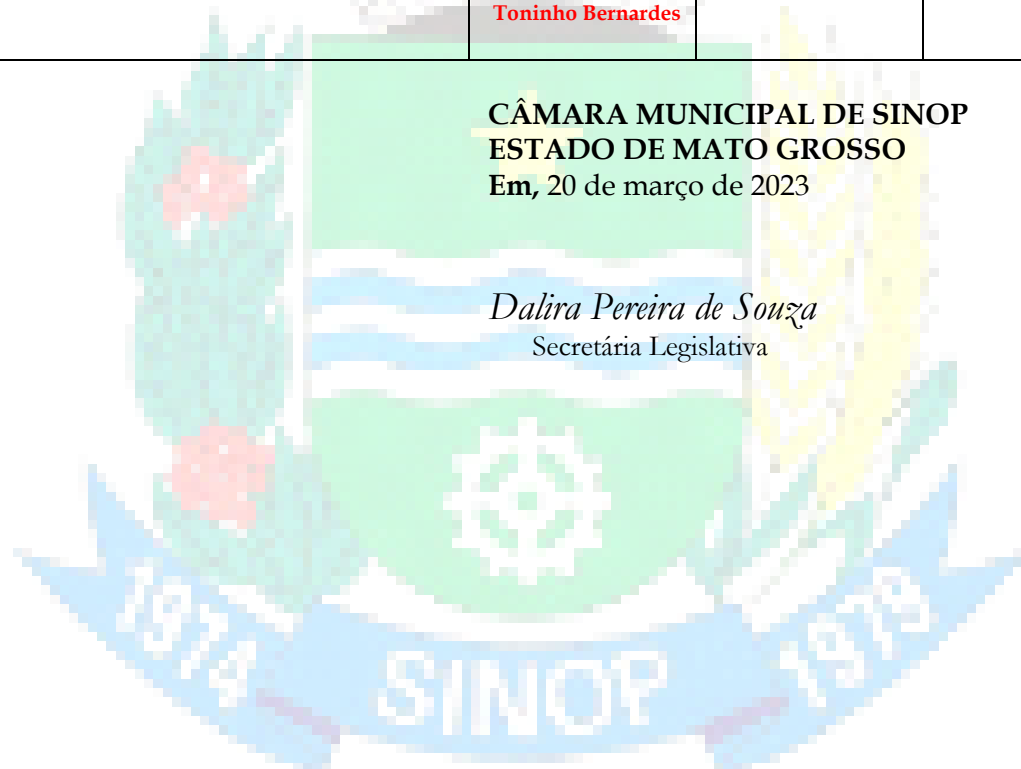 Toninho Bernardes
CÂMARA MUNICIPAL DE SINOP
ESTADO DE MATO GROSSO
Em, 20 de março de 2023
Dalira Pereira de Souza
Secretária Legislativa
1974 SINOP 1979